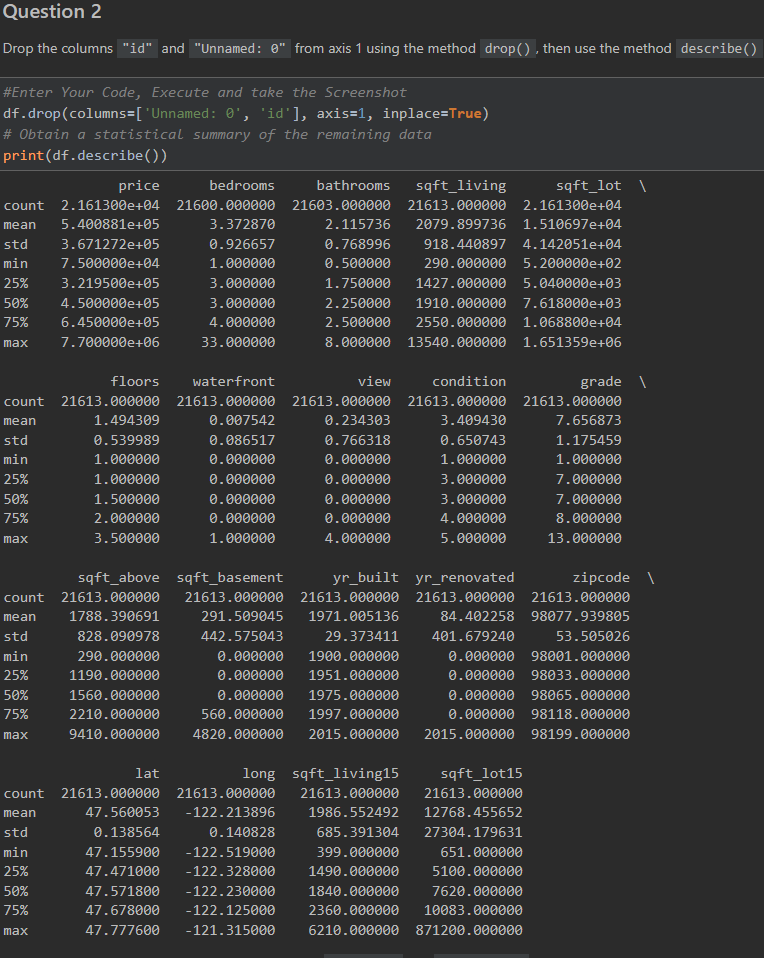 Question 2
Drop the columns "id" and "Unnamed: 0" from axis 1 using the method drop(), then use the method describe()
#Enter Your Code, Execute and take the Screenshot
df.drop(columns=['Unnamed: 0', 'id'], axis=1, inplace=True)
# Obtain a statistical summary of the remaining data
print(df.describe())
price bedrooms bathrooms sqft_living sqft_lot \
count 2.161300e+04 21600.000000 21603.000000 21613.000000 2.161300e+04
mean 5.400881e+05 3.372870 2.115736 2079.899736 1.510697e+04
std 3.671272e+05 0.926657 0.768996 918.440897 4.142051e+04
min 7.500000e+04 1.000000 0.500000 290.000000 5.200000e+02
25% 3.219500e+05 3.000000 1.750000 1427.000000 5.040000e+03
50% 4.500000e+05 3.000000 2.250000 1910.000000 7.618000e+03
75% 6.450000e+05 4.000000 2.500000 2550.000000 1.068800e+04
max 7.700000e+06 33.000000 8.000000 13540.000000 1.651359e+06
floors waterfront view condition grade \
count 21613.000000 21613.000000 21613.000000 21613.000000 21613.000000
mean 1.494309 0.007542 0.234303 3.409430 7.656873
std 0.539989 0.086517 0.766318 0.650743 1.175459
min 1.000000 0.000000 0.000000 1.000000 1.000000
25% 1.000000 0.000000 0.000000 3.000000 7.000000
50% 1.500000 0.000000 0.000000 3.000000 7.000000
75% 2.000000 0.000000 0.000000 4.000000 8.000000
max 3.500000 1.000000 4.000000 5.000000 13.000000
sqft_above sqft_basement yr_built yr_renovated zipcode \
count 21613.000000 21613.000000 21613.000000 21613.000000 21613.000000
mean 1788.390691 291.509045 1971.005136 84.402258 98077.939805
std 828.090978 442.575043 29.373411 401.679240 53.505026
min 290.000000 0.000000 1900.000000 0.000000 98001.000000
25% 1190.000000 0.000000 1951.000000 0.000000 98033.000000
50% 1560.000000 0.000000 1975.000000 0.000000 98065.000000
75% 2210.000000 560.000000 1997.000000 0.000000 98118.000000
max 9410.000000 4820.000000 2015.000000 2015.000000 98199.000000
lat long sqft_living15 sqft_lot15
count 21613.000000 21613.000000 21613.000000 21613.000000
mean 47.560053 -122.213896 1986.552492 12768.455652
std 0.138564 0.140828 685.391304 27304.179631
min 47.155900 -122.519000 399.000000 651.000000
25% 47.471000 -122.328000 1490.000000 5100.000000
50% 47.571800 -122.230000 1840.000000 7620.000000
75% 47.678000 -122.125000 2360.000000 10083.000000
max 47.777600 -121.315000 6210.000000 871200.000000